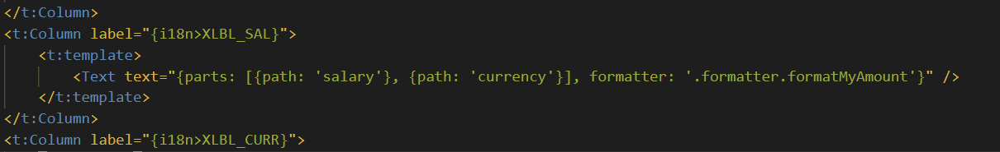 </t:Column>
<t:Column label="{i18n>XLBL_SAL}">
<t:template>
<Text text="{parts: [{path: 'salary'}, {path: 'currency'}], formatter: '.formatter.formatMyAmount'}" />
</t:template>
</t:Column>
<t:Column label="{i18n>XLBL_CURR}">